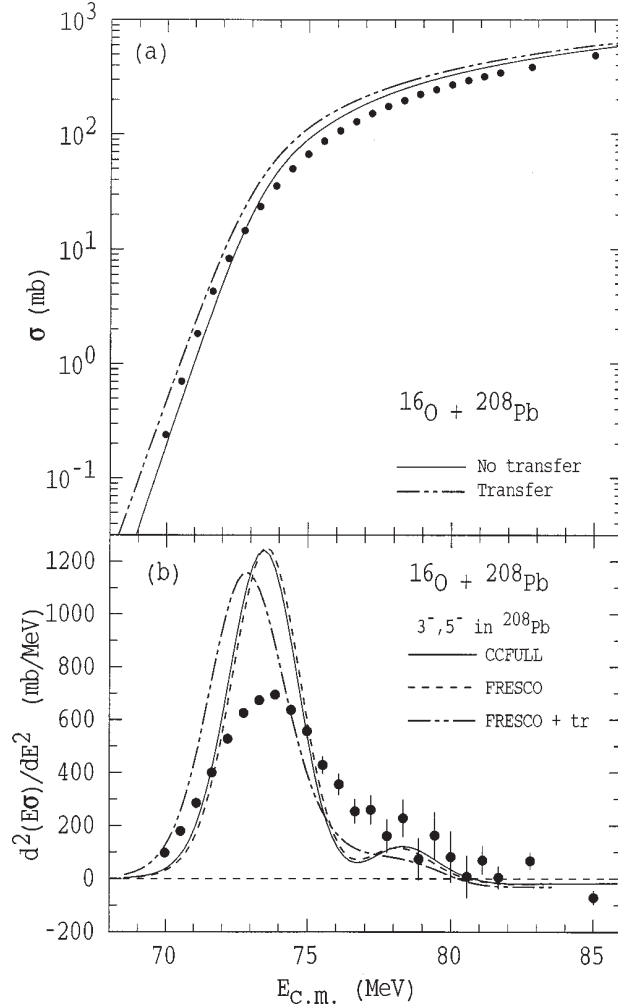 10³
(a)
10²
10¹
10⁰
10⁻¹
σ (mb)
¹⁶O + ²⁰⁸Pb
No transfer
Transfer
(b)
1200
1000
800
600
400
200
0
-200
d²(Eσ)/dE² (mb/MeV)
¹⁶O + ²⁰⁸Pb
3⁻,5⁻ in ²⁰⁸Pb
CCFULL
FRESCO
FRESCO + tr
70 75 80 85
E_C.m. (MeV)